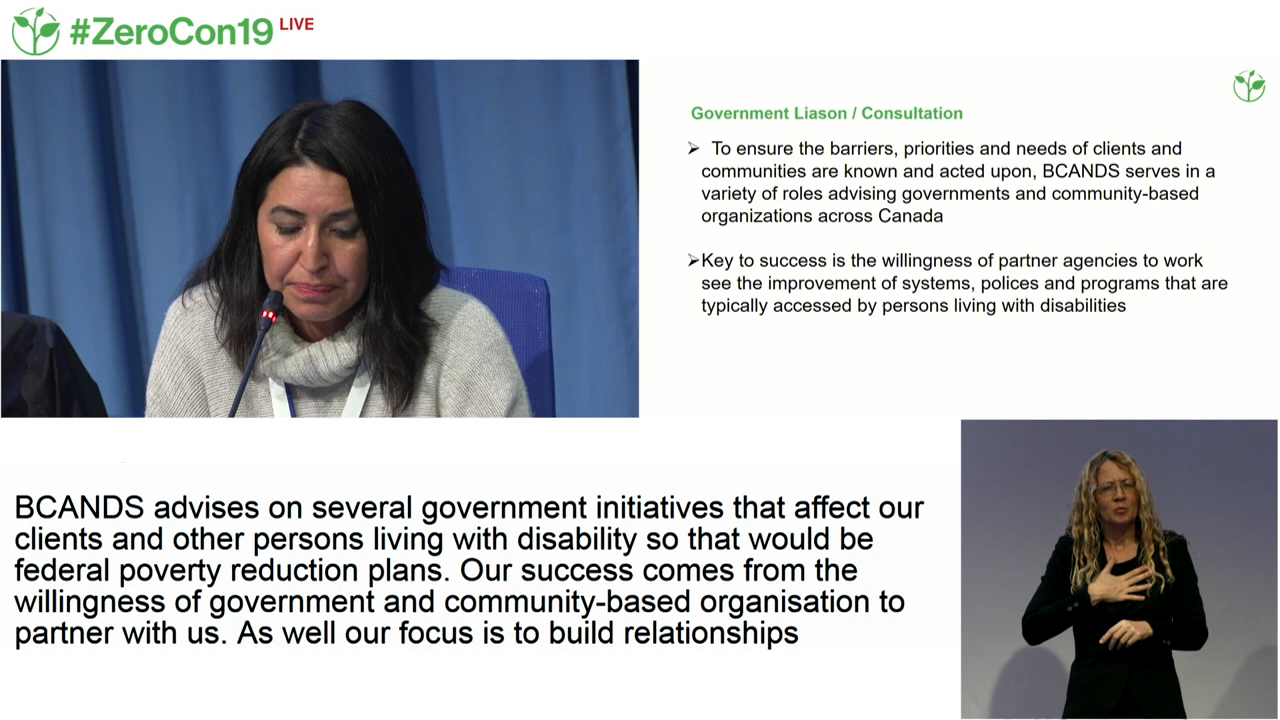 #ZeroCon19 LIVE
Government Liason / Consultation
➢ To ensure the barriers, priorities and needs of clients and
communities are known and acted upon, BCANDS serves in a
variety of roles advising governments and community-based
organizations across Canada
➢Key to success is the willingness of partner agencies to work
see the improvement of systems, polices and programs that are
typically accessed by persons living with disabilities
BCANDS advises on several government initiatives that affect our
clients and other persons living with disability so that would be
federal poverty reduction plans. Our success comes from the
willingness of government and community-based organisation to
partner with us. As well our focus is to build relationships